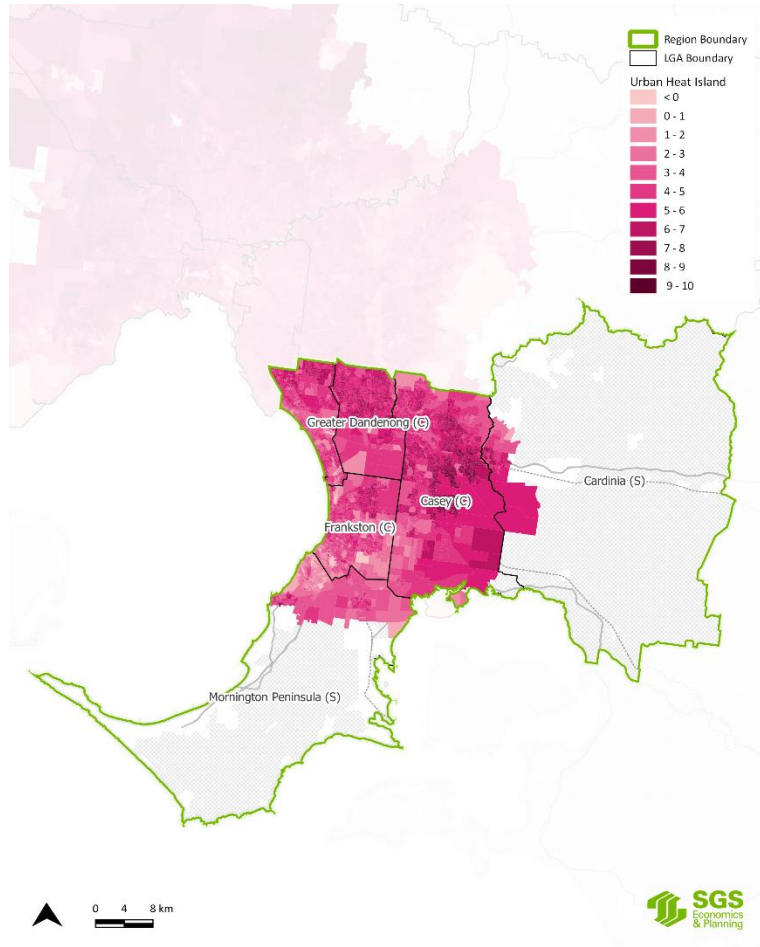 Region Boundary
LGA Boundary
Urban Heat Island
< 0
0 - 1
1 - 2
2 - 3
3 - 4
4 - 5
5 - 6
6 - 7
7 - 8
8 - 9
9 - 10
Greater Dandenong (C)
Cardinia (S)
Casey (C)
Frankston (C)
Mornington Peninsula (S)
0 4 8 km
SGS
Economics
& Planning